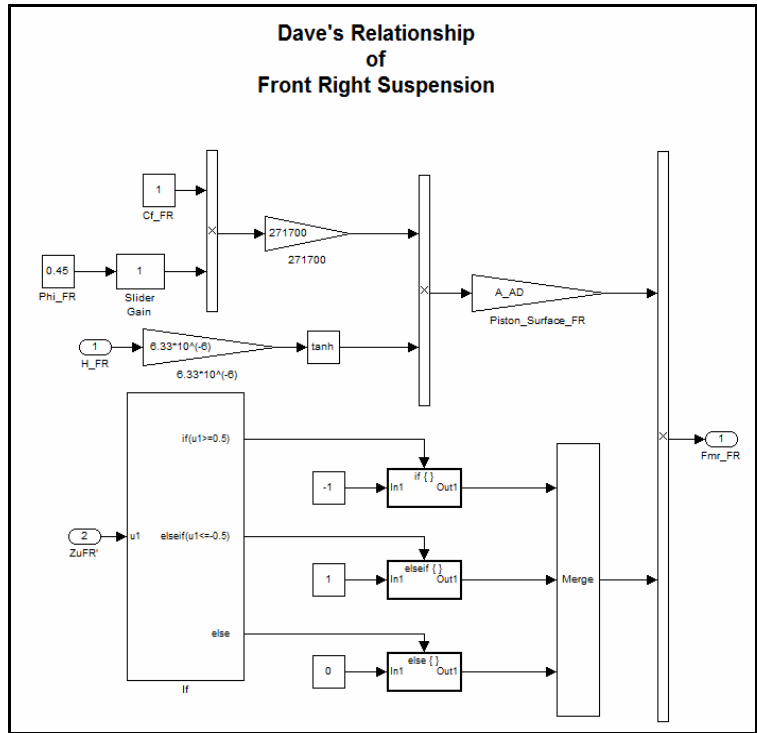 Dave's Relationship
of
Front Right Suspension
1
Cf_FR
271700
271700
0.45
Phi_FR
1
Slider
Gain
A_AD
Piston_Surface_FR
1
H_FR
6.33*10^(-6)
6.33*10^(-6)
tanh
1
Fmr_FR
if(u1>=0.5)
-1
if { }
In1 Out1
2
ZuFR'
u1
elseif(u1<=-0.5)
1
elseif { }
In1 Out1
Merge
else
0
else { }
In1 Out1
If